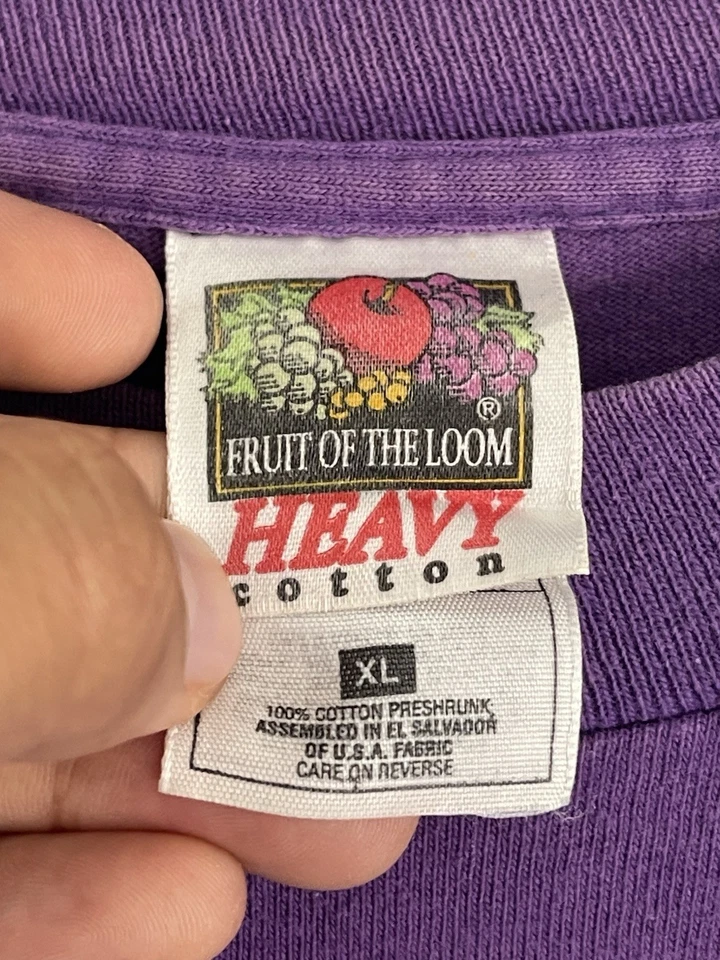 ®
FRUIT OF THE LOOM
HEAVY
cotton
XL
100% COTTON PRESHRUNK
ASSEMBLED IN EL SALVADOR
OF U.S.A. FABRIC
CARE ON REVERSE